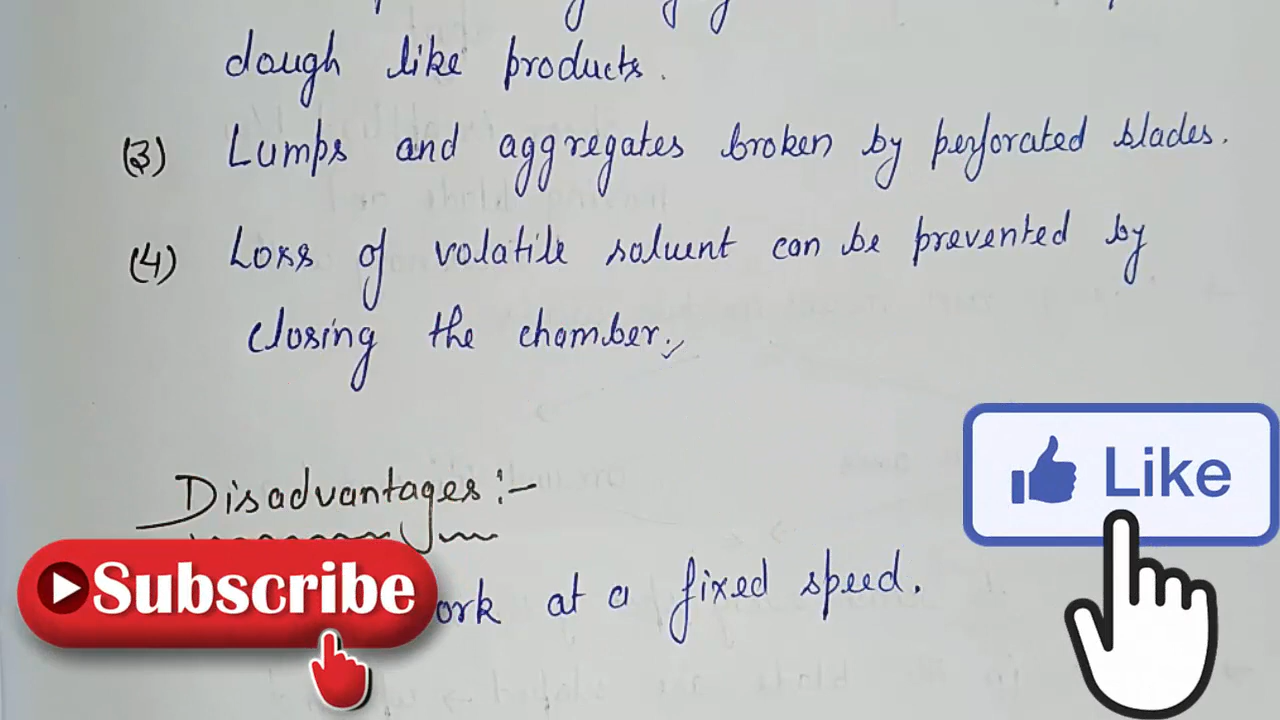 dough like products.
(3) Lumps and aggregates broken by perforated blades.
(4) Loss of volatile solvent can be prevented by
closing the chamber.
Disadvantages :-
Like
Subscribe
ork at a fixed speed.